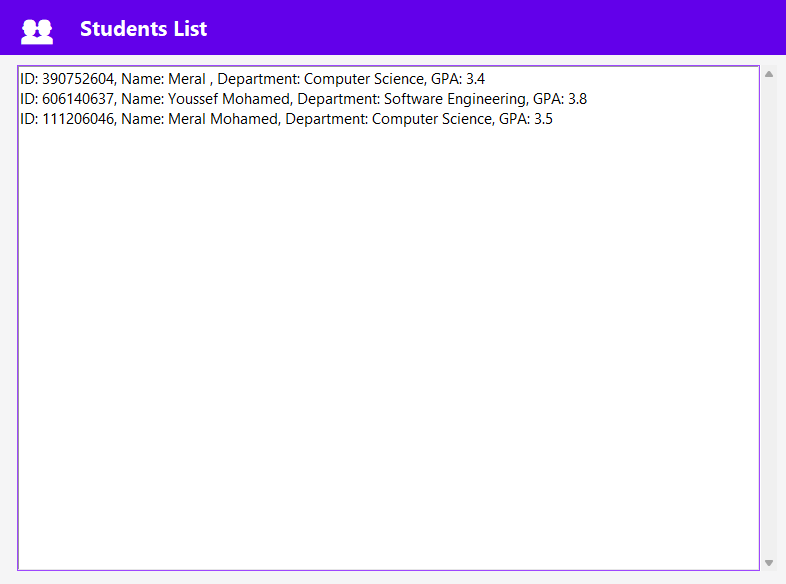 Students List
ID: 390752604, Name: Meral , Department: Computer Science, GPA: 3.4
ID: 606140637, Name: Youssef Mohamed, Department: Software Engineering, GPA: 3.8
ID: 111206046, Name: Meral Mohamed, Department: Computer Science, GPA: 3.5